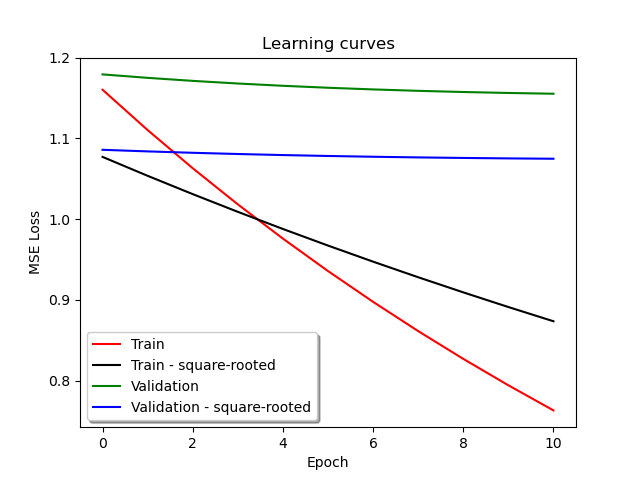 Learning curves
1.2
1.1
1.0
0.9
0.8
MSE Loss
Train
Train - square-rooted
Validation
Validation - square-rooted
0 2 4 6 8 10
Epoch